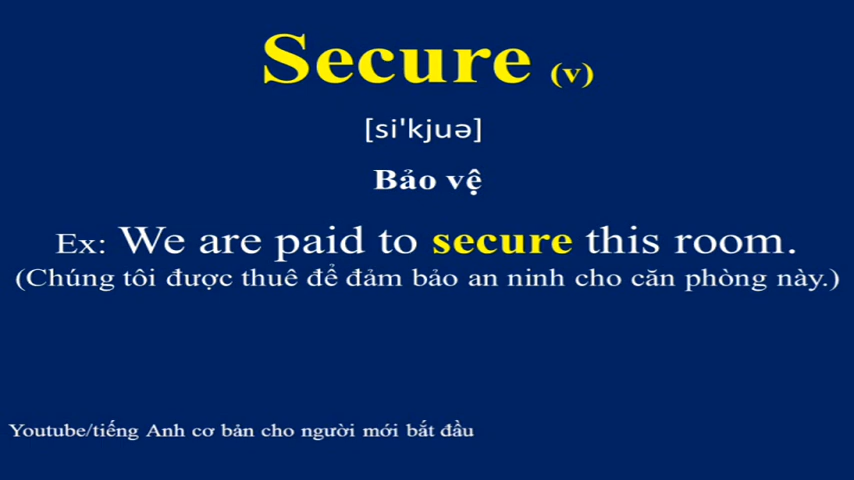 Secure (v)
[si'kjuə]
Bảo vệ
Ex: We are paid to secure this room.
(Chúng tôi được thuê để đảm bảo an ninh cho căn phòng này.)
Youtube/tiếng Anh cơ bản cho người mới bắt đầu